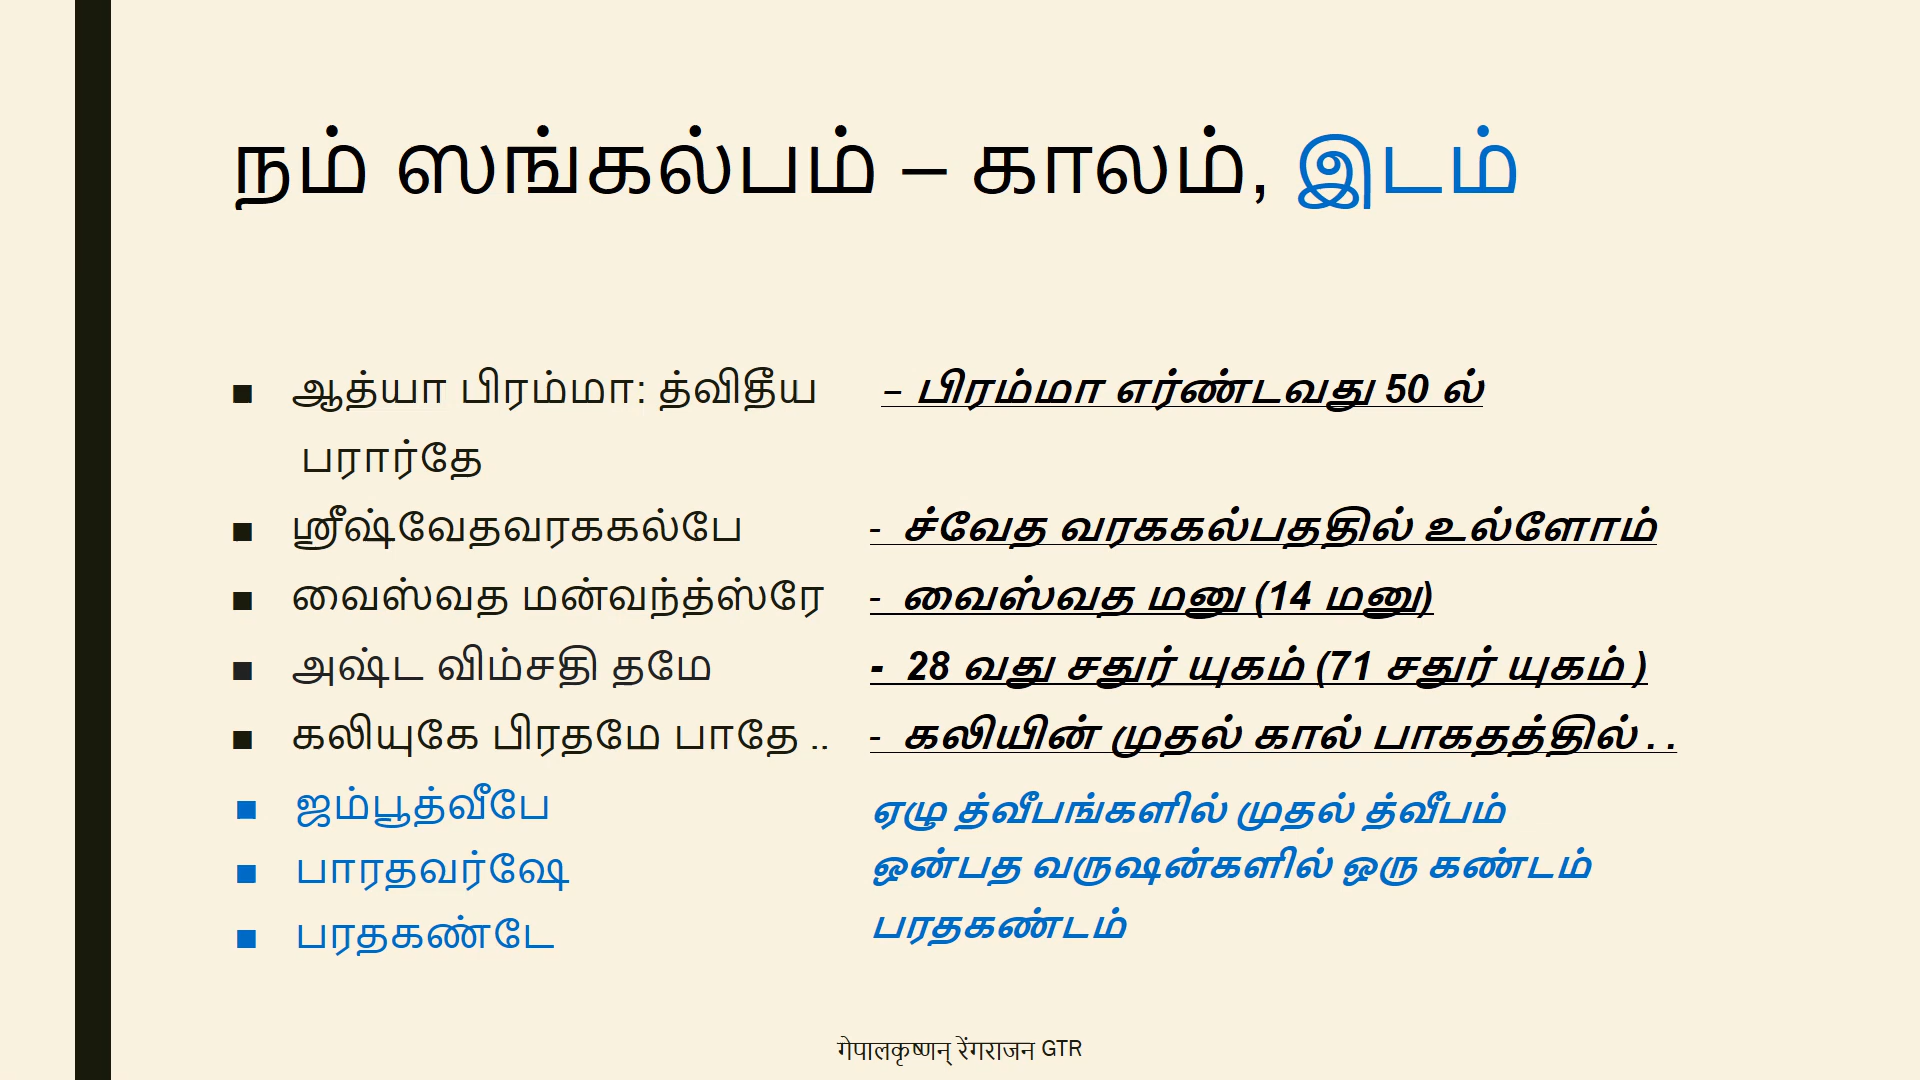 நம் ஸங்கல்பம் – காலம், இடம்
■ ஆத்யா பிரம்மா: த்விதீய – பிரம்மா எர்ண்டவது 50 ல்
பரார்தே
■ ஸ்ரீஷ்வேதவரககல்பே - ச்வேத வரககல்பததில் உல்ளோம்
■ வைஸ்வத மன்வந்த்ஸ்ரே - வைஸ்வத மனு (14 மனு)
■ அஷ்ட விம்சதி தமே - 28 வது சதுர் யுகம் (71 சதுர் யுகம் )
■ கலியுகே பிரதமே பாதே .. - கலியின் முதல் கால் பாகதத்தில் . .
■ ஜம்பூத்வீபே ஏழு த்வீபங்களில் முதல் த்வீபம்
■ பாரதவர்ஷே ஒன்பத வருஷன்களில் ஒரு கண்டம்
■ பரதகண்டே பரதகண்டம்
गेपालकृष्णन् रेंगराजन GTR